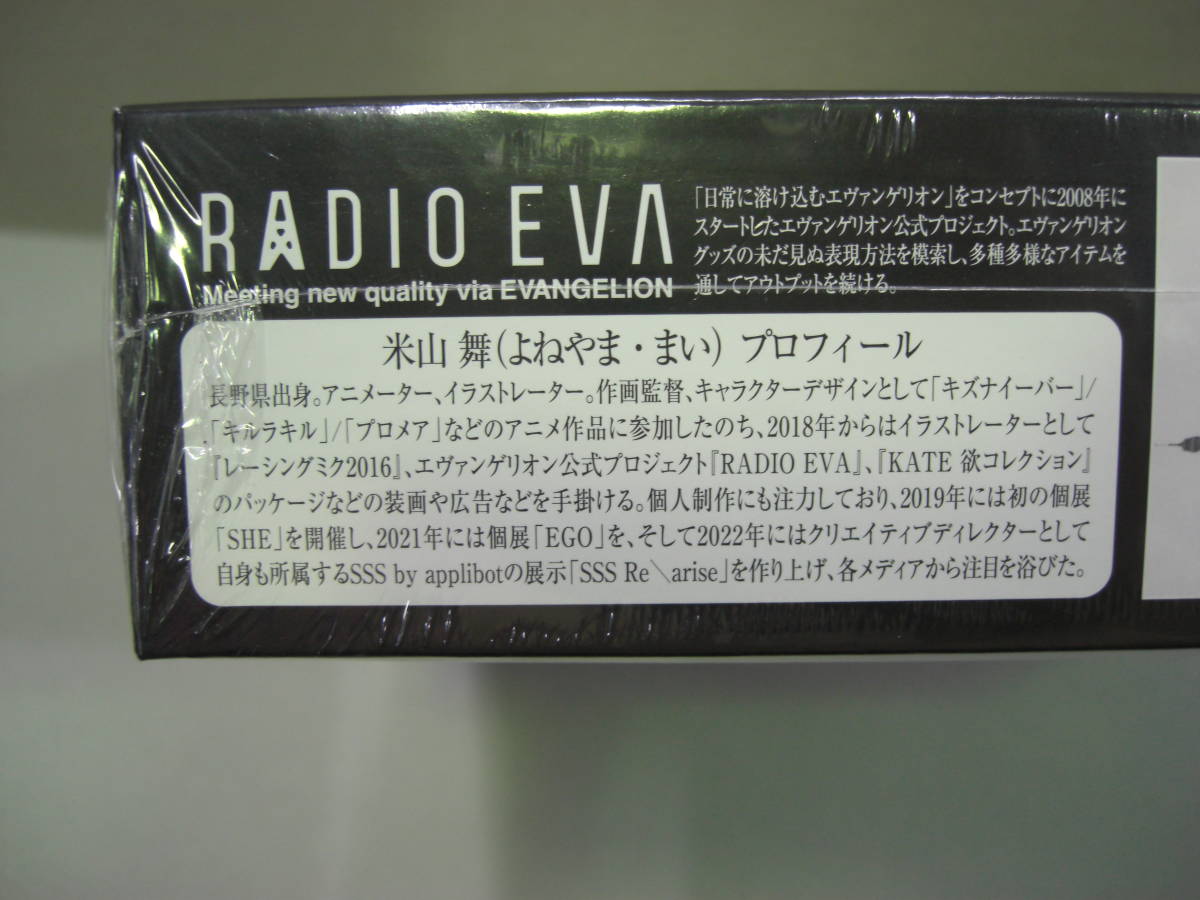 RADIO EVA
Meeting new quality via EVANGELION
「日常に溶け込むエヴァンゲリオン」をコンセプトに2008年に
スタートしたエヴァンゲリオン公式プロジェクト。エヴァンゲリオン
グッズの未だ見ぬ表現方法を模索し、多種多様なアイテムを
通してアウトプットを続ける。
米山 舞(よねやま・まい) プロフィール
長野県出身。アニメーター、イラストレーター。作画監督、キャラクターデザインとして「キズナイーバー」/
「キルラキル」/「プロメア」などのアニメ作品に参加したのち、2018年からはイラストレーターとして
『レーシングミク2016』、エヴァンゲリオン公式プロジェクト『RADIO EVA』、『KATE 欲コレクション』
のパッケージなどの装画や広告などを手掛ける。個人制作にも注力しており、2019年には初の個展
「SHE」を開催し、2021年には個展「EGO」を、そして2022年にはクリエイティブディレクターとして
自身も所属するSSS by applibotの展示「SSS Re\arise」を作り上げ、各メディアから注目を浴びた。